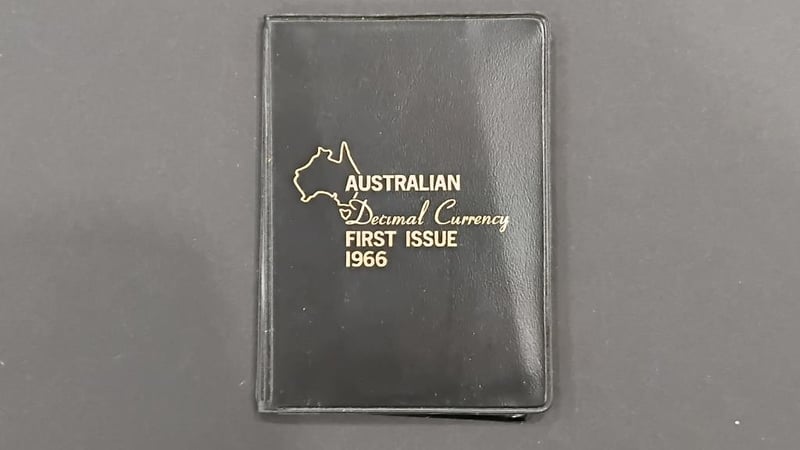 AUSTRALIAN
Decimal Currency
FIRST ISSUE
1966